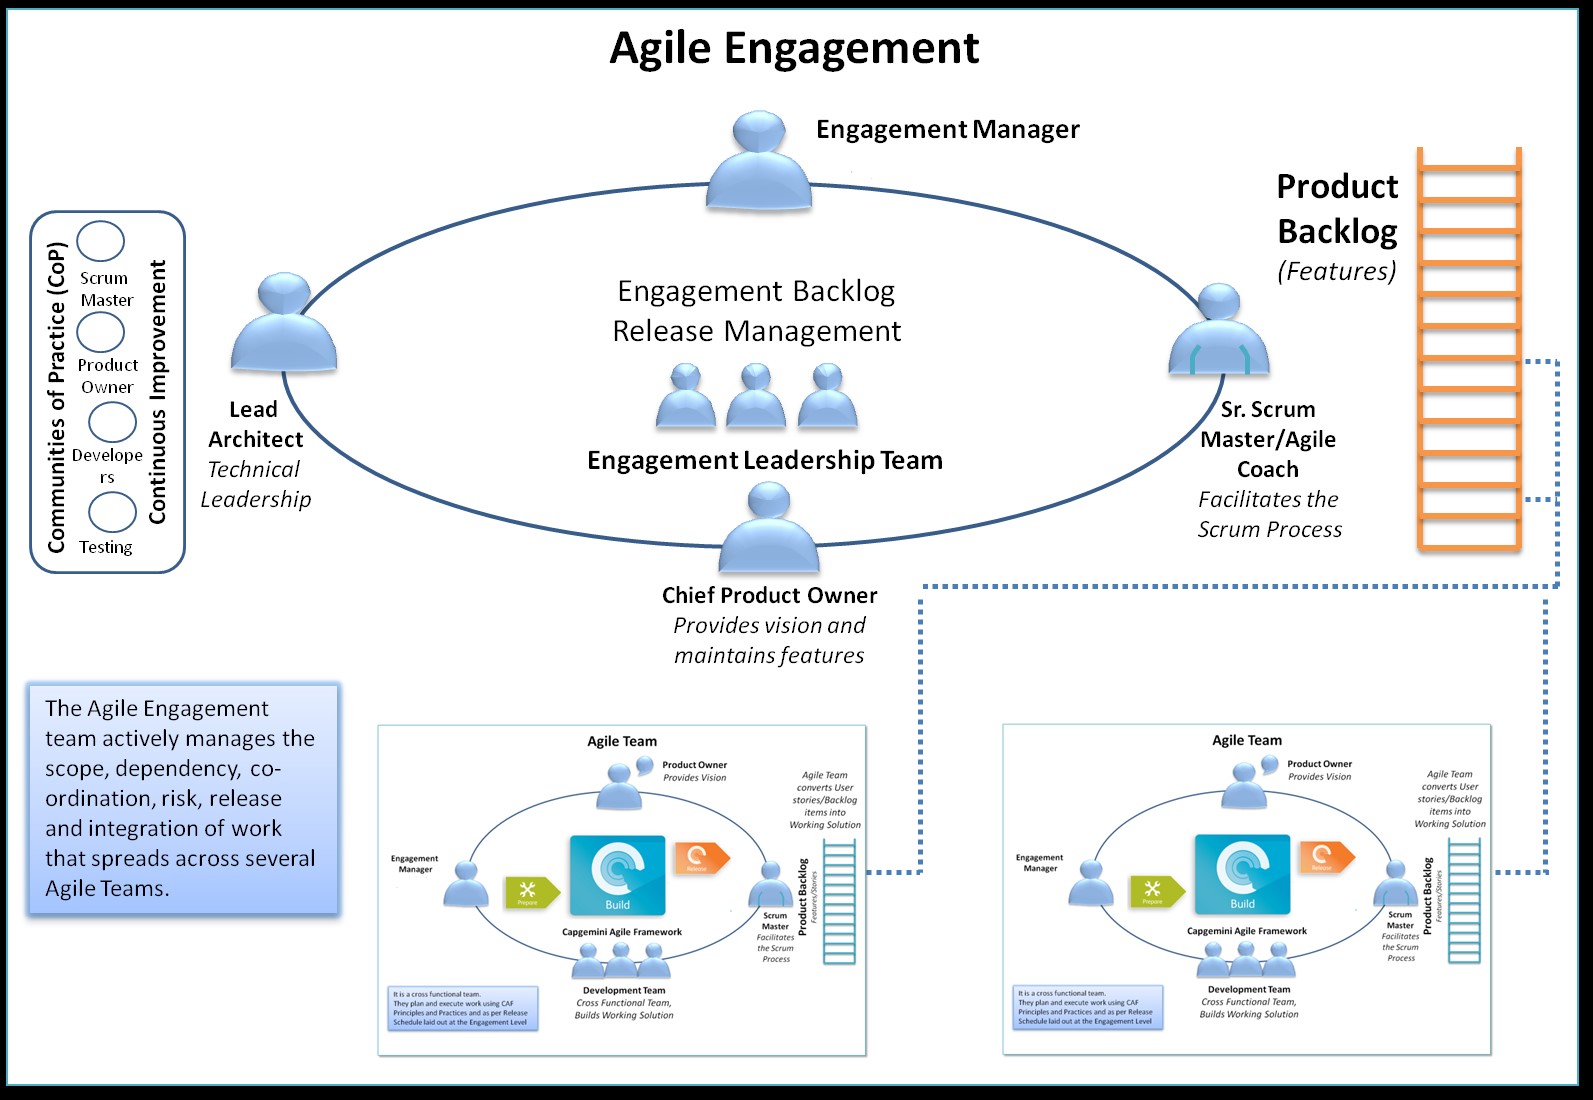 Agile Engagement
Engagement Manager
Product
Backlog
(Features)
Communities of Practice (CoP)
Continuous Improvement
Scrum
Master
Product
Owner
Develope
rs
Testing
Engagement Backlog
Release Management
Engagement Leadership Team
Lead
Architect
Technical
Leadership
Sr. Scrum
Master/Agile
Coach
Facilitates the
Scrum Process
Chief Product Owner
Provides vision and
maintains features
The Agile Engagement
team actively manages the
scope, dependency, co-
ordination, risk, release
and integration of work
that spreads across several
Agile Teams.
Agile Team
Product Owner
Provides Vision
Agile Team
converts User
stories/Backlog
items into
Working Solution
Engagement
Manager
Prepare
Build
Release
Product Backlog
Features/Stories
Scrum
Master
Facilitates
the Scrum
Process
Capgemini Agile Framework
Development Team
Cross Functional Team,
Builds Working Solution
It is a cross functional team.
They plan and execute work using CAF
Principles and Practices and as per Release
Schedule laid out at the Engagement Level
Agile Team
Product Owner
Provides Vision
Agile Team
converts User
stories/Backlog
items into
Working Solution
Engagement
Manager
Prepare
Build
Release
Product Backlog
Features/Stories
Scrum
Master
Facilitates
the Scrum
Process
Capgemini Agile Framework
Development Team
Cross Functional Team,
Builds Working Solution
It is a cross functional team.
They plan and execute work using CAF
Principles and Practices and as per Release
Schedule laid out at the Engagement Level